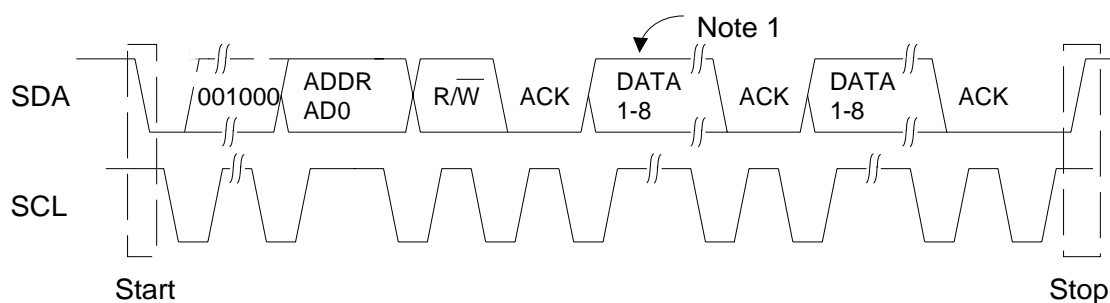 Note 1
SDA
001000
ADDR
AD0
R/W̅
ACK
DATA
1-8
ACK
DATA
1-8
ACK
SCL
Start
Stop